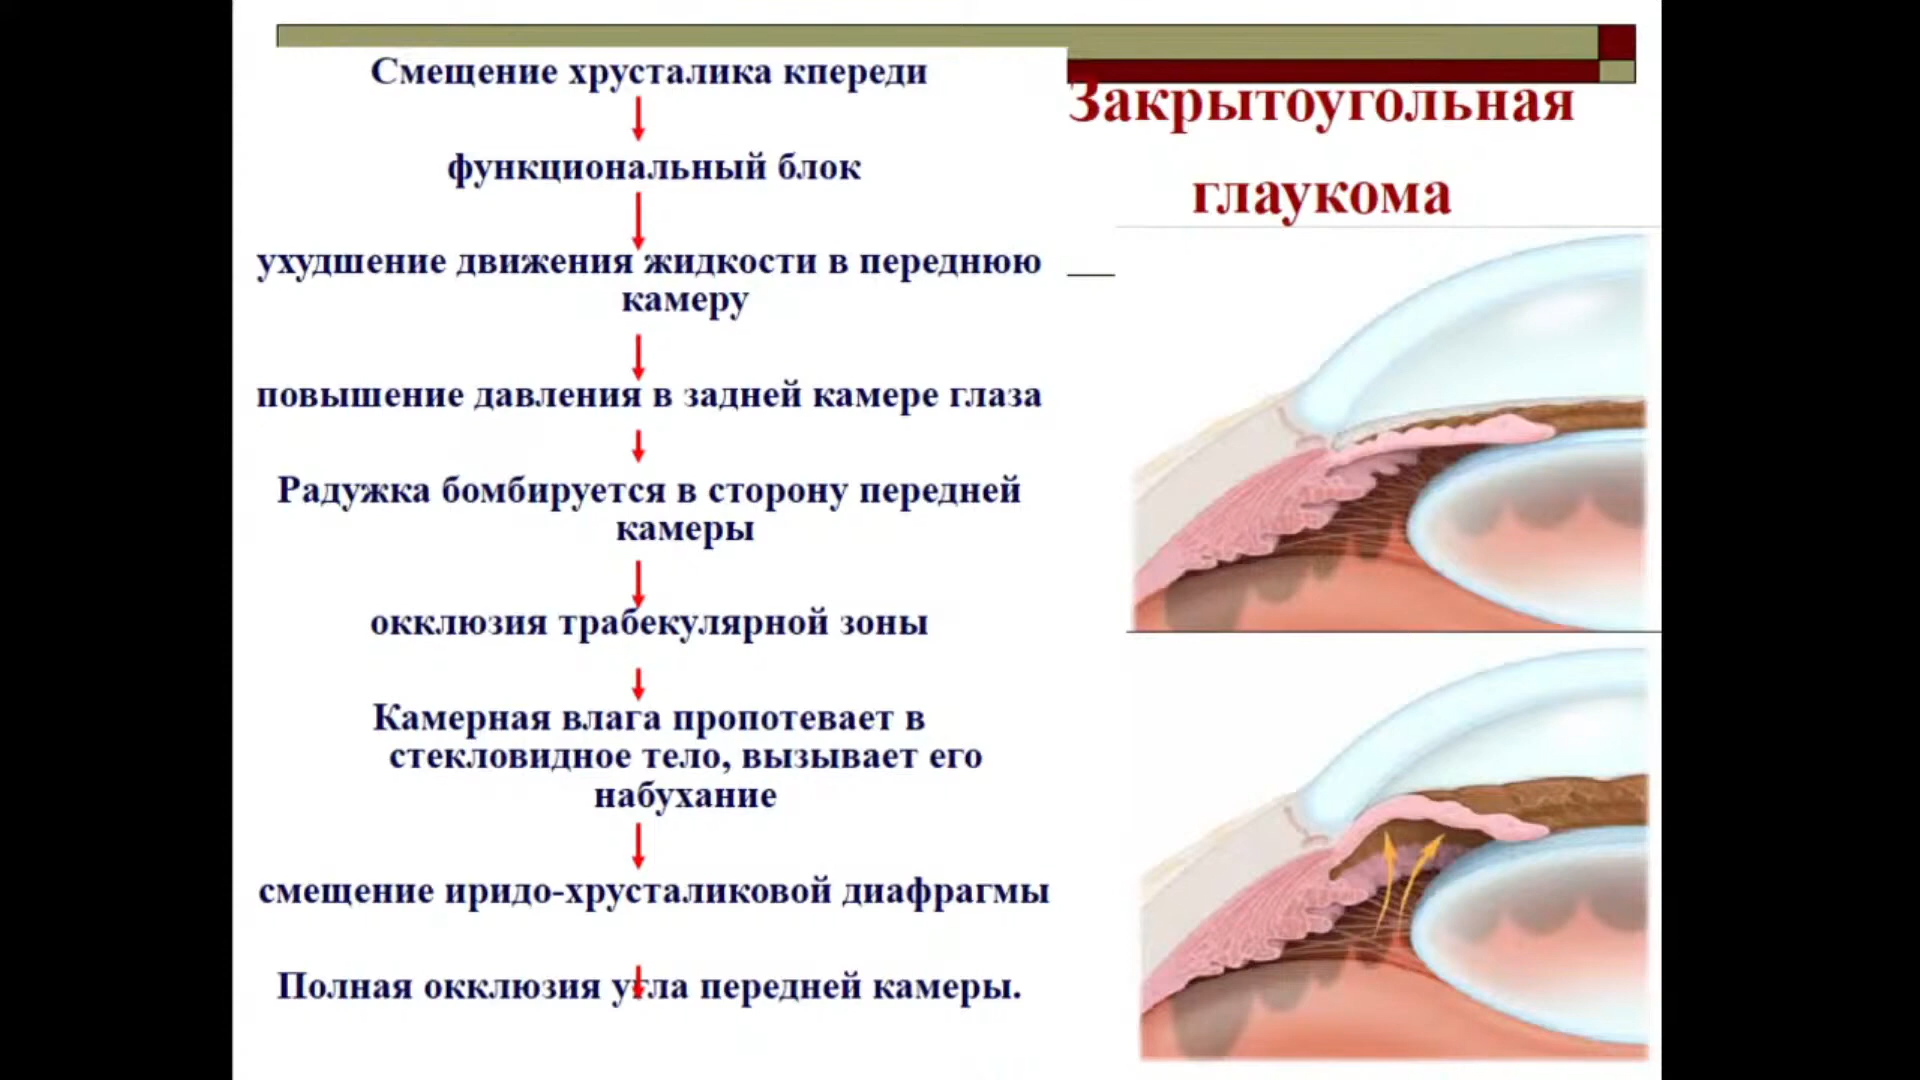 Закрытоугольная
глаукома
Смещение хрусталика кпереди
функциональный блок
ухудшение движения жидкости в переднюю
камеру
повышение давления в задней камере глаза
Радужка бомбируется в сторону передней
камеры
окклюзия трабекулярной зоны
Камерная влага пропотевает в
стекловидное тело, вызывает его
набухание
смещение иридо-хрусталиковой диафрагмы
Полная окклюзия угла передней камеры.